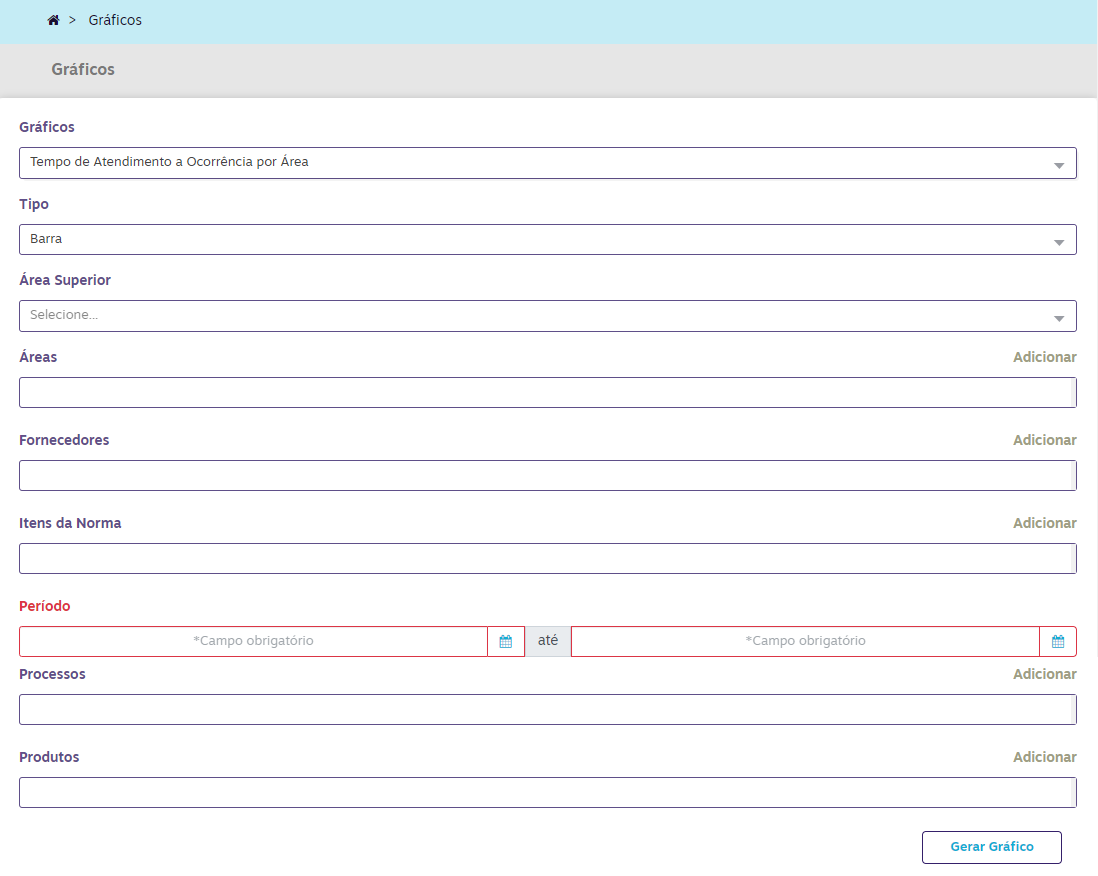 > Gráficos
Gráficos
Gráficos
Tempo de Atendimento a Ocorrência por Área
Tipo
Barra
Área Superior
Selecione...
Áreas Adicionar
Fornecedores Adicionar
Itens da Norma Adicionar
Período
*Campo obrigatório até *Campo obrigatório
Processos Adicionar
Produtos Adicionar
Gerar Gráfico